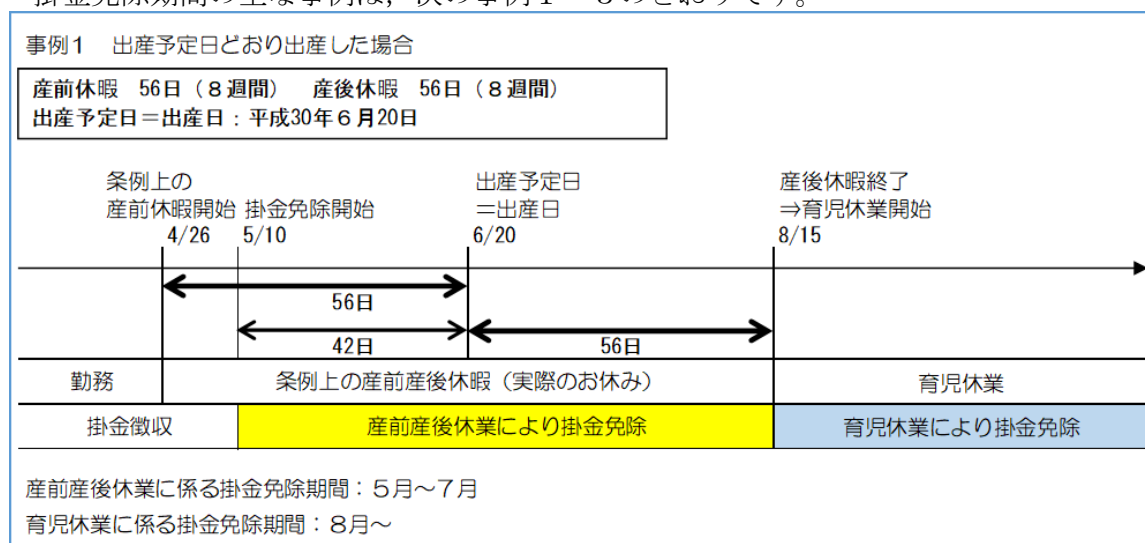 掛金免除期間の主な事例は，次の事例１～５のとおりです。
事例1　出産予定日どおり出産した場合
産前休暇　56日（８週間）　産後休暇　56日（８週間）
出産予定日＝出産日：平成30年６月20日
条例上の
産前休暇開始
4/26
掛金免除開始
5/10
出産予定日
＝出産日
6/20
産後休暇終了
⇒育児休業開始
8/15
56日
42日
56日
勤務
条例上の産前産後休暇（実際のお休み）
育児休業
掛金徴収
産前産後休業により掛金免除
育児休業により掛金免除
産前産後休業に係る掛金免除期間：５月～７月
育児休業に係る掛金免除期間：８月～